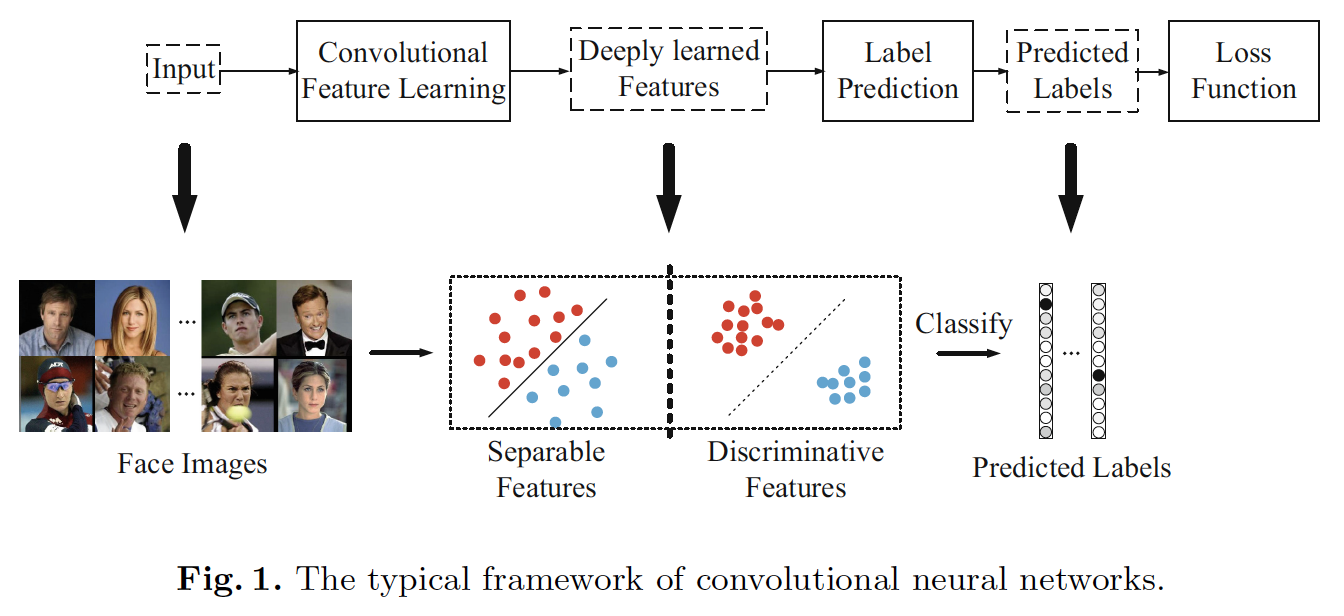 Input
Convolutional
Feature Learning
Deeply learned
Features
Label
Prediction
Predicted
Labels
Loss
Function
...
...
Face Images
Separable
Features
Discriminative
Features
Classify
...
Predicted Labels
Fig. 1. The typical framework of convolutional neural networks.